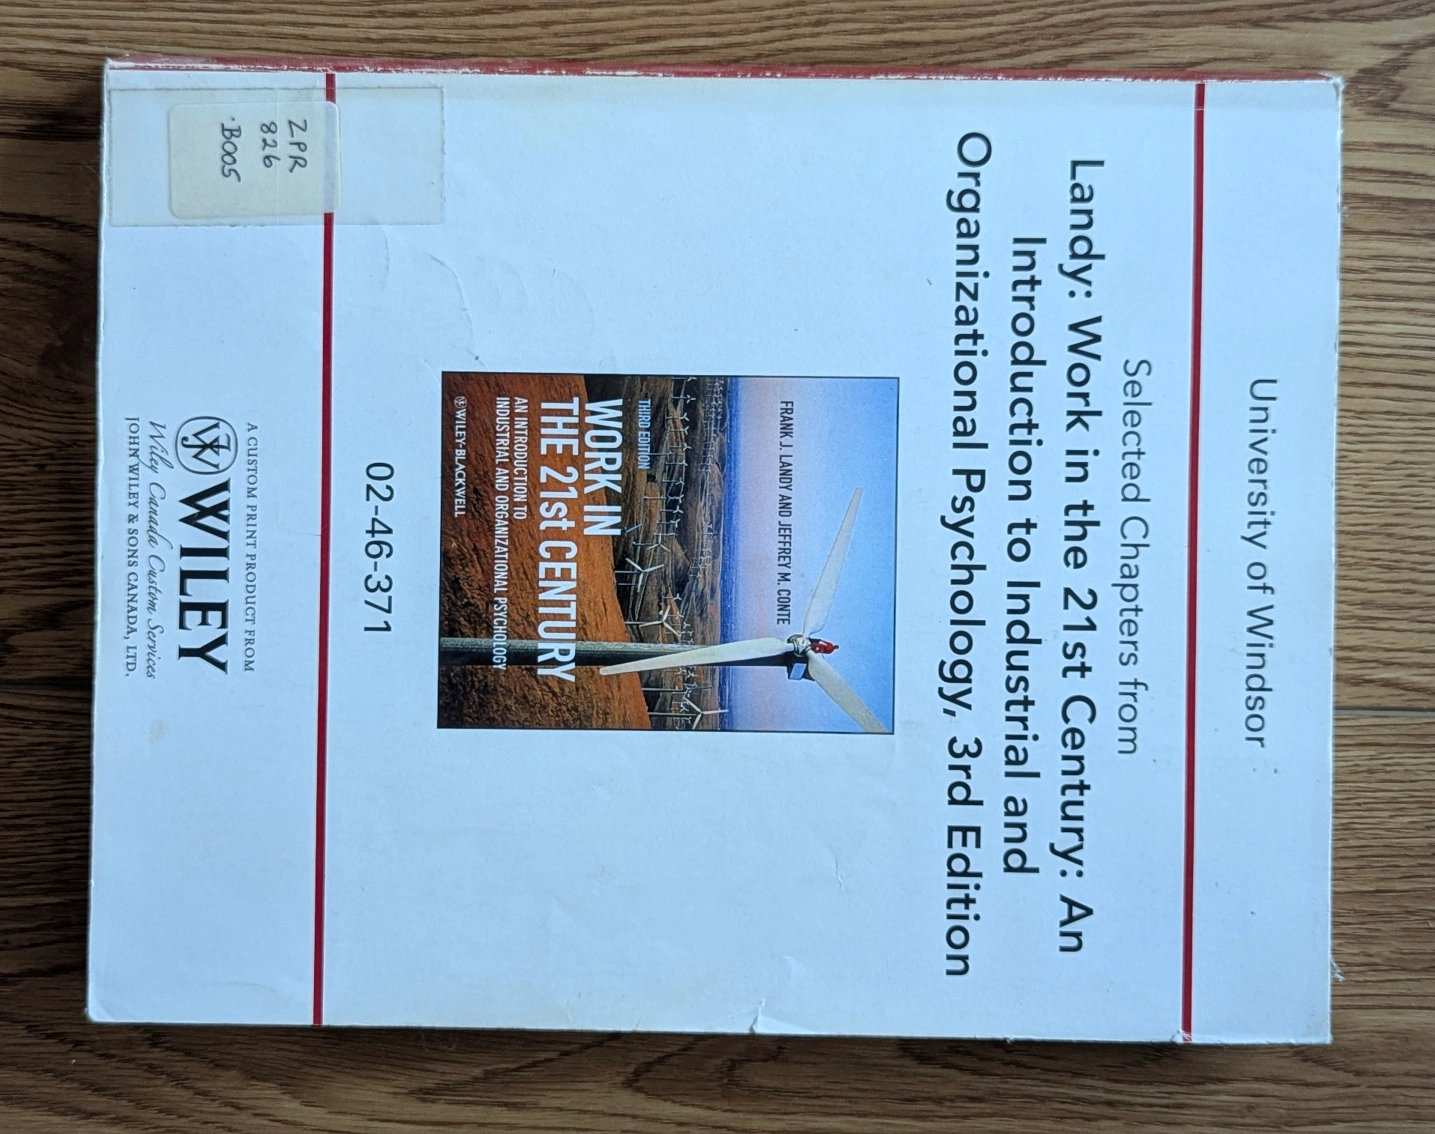 University of Windsor
Selected Chapters from
Landy: Work in the 21st Century: An
Introduction to Industrial and
Organizational Psychology, 3rd Edition
FRANK J. LANDY AND JEFFREY M. CONTE
THIRD EDITION
WORK IN
THE 21st CENTURY
AN INTRODUCTION TO
INDUSTRIAL AND ORGANIZATIONAL PSYCHOLOGY
WILEY-BLACKWELL
02-46-371
ZPR
826
.B005
A CUSTOM PRINT PRODUCT FROM
WILEY
Wiley Canada Custom Services
JOHN WILEY & SONS CANADA, LTD.